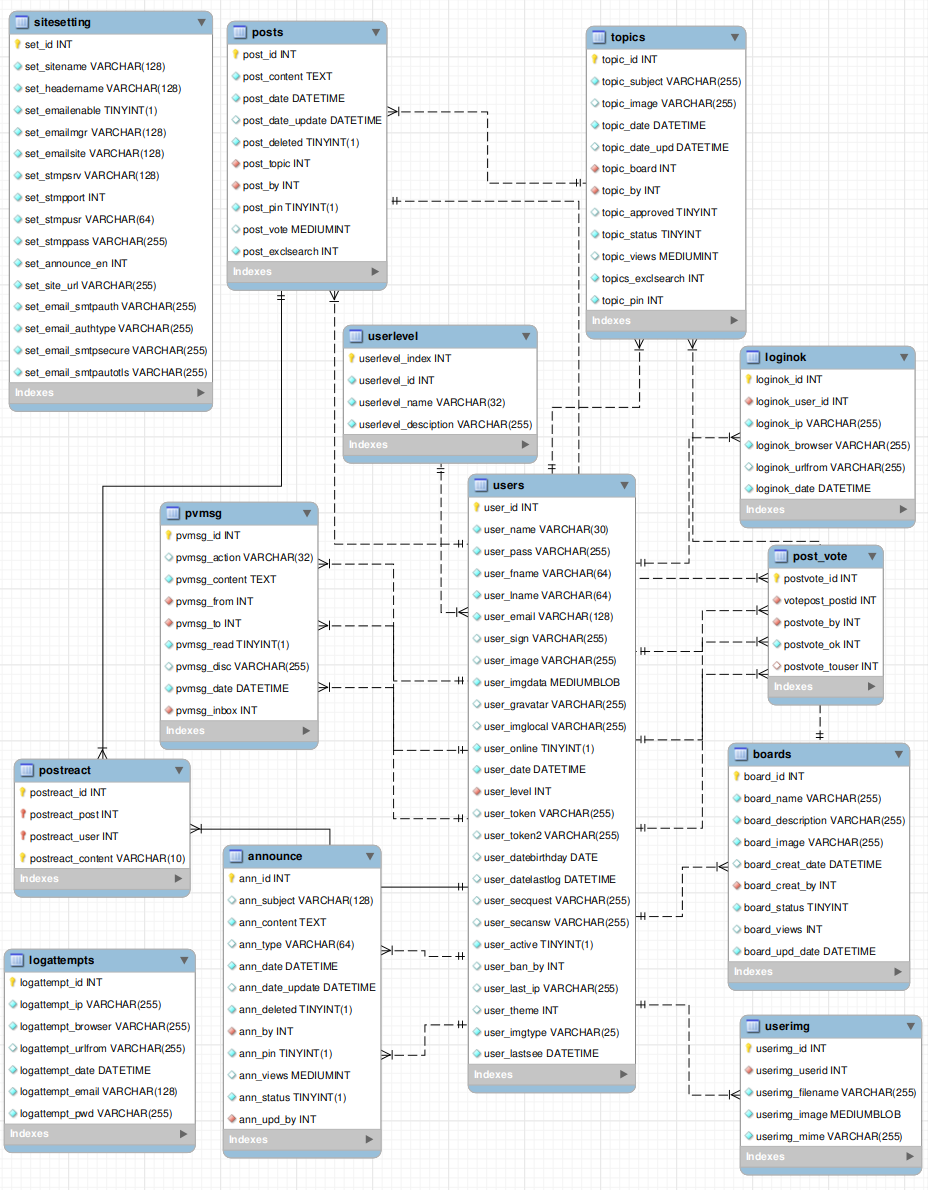 sitesetting
set_id INT
set_sitename VARCHAR(128)
set_headername VARCHAR(128)
set_emailenable TINYINT(1)
set_emailmgr VARCHAR(128)
set_emailsite VARCHAR(128)
set_stmpsrv VARCHAR(128)
set_stmpport INT
set_stmpusr VARCHAR(64)
set_stmppass VARCHAR(255)
set_announce_en INT
set_site_url VARCHAR(255)
set_email_smtpauth VARCHAR(255)
set_email_authtype VARCHAR(255)
set_email_smtpsecure VARCHAR(255)
set_email_smtpautotls VARCHAR(255)
Indexes
posts
post_id INT
post_content TEXT
post_date DATETIME
post_date_update DATETIME
post_deleted TINYINT(1)
post_topic INT
post_by INT
post_pin TINYINT(1)
post_vote MEDIUMINT
post_exclsearch INT
Indexes
topics
topic_id INT
topic_subject VARCHAR(255)
topic_image VARCHAR(255)
topic_date DATETIME
topic_date_upd DATETIME
topic_board INT
topic_by INT
topic_approved TINYINT
topic_status TINYINT
topic_views MEDIUMINT
topics_exclsearch INT
topic_pin INT
Indexes
userlevel
userlevel_index INT
userlevel_id INT
userlevel_name VARCHAR(32)
userlevel_desciption VARCHAR(255)
Indexes
loginok
loginok_id INT
loginok_user_id INT
loginok_ip VARCHAR(255)
loginok_browser VARCHAR(255)
loginok_urlfrom VARCHAR(255)
loginok_date DATETIME
Indexes
pvmsg
pvmsg_id INT
pvmsg_action VARCHAR(32)
pvmsg_content TEXT
pvmsg_from INT
pvmsg_to INT
pvmsg_read TINYINT(1)
pvmsg_disc VARCHAR(255)
pvmsg_date DATETIME
pvmsg_inbox INT
Indexes
users
user_id INT
user_name VARCHAR(30)
user_pass VARCHAR(255)
user_fname VARCHAR(64)
user_lname VARCHAR(64)
user_email VARCHAR(128)
user_sign VARCHAR(255)
user_image VARCHAR(255)
user_imgdata MEDIUMBLOB
user_gravatar VARCHAR(255)
user_imglocal VARCHAR(255)
user_online TINYINT(1)
user_date DATETIME
user_level INT
user_token VARCHAR(255)
user_token2 VARCHAR(255)
user_datebirthday DATE
user_datelastlog DATETIME
user_secquest VARCHAR(255)
user_secansw VARCHAR(255)
user_active TINYINT(1)
user_ban_by INT
user_last_ip VARCHAR(255)
user_theme INT
user_imgtype VARCHAR(25)
user_lastsee DATETIME
Indexes
post_vote
postvote_id INT
votepost_postid INT
postvote_by INT
postvote_ok INT
postvote_touser INT
Indexes
postreact
postreact_id INT
postreact_post INT
postreact_user INT
postreact_content VARCHAR(10)
Indexes
boards
board_id INT
board_name VARCHAR(255)
board_description VARCHAR(255)
board_image VARCHAR(255)
board_creat_date DATETIME
board_creat_by INT
board_status TINYINT
board_views INT
board_upd_date DATETIME
Indexes
announce
ann_id INT
ann_subject VARCHAR(128)
ann_content TEXT
ann_type VARCHAR(64)
ann_date DATETIME
ann_date_update DATETIME
ann_deleted TINYINT(1)
ann_by INT
ann_pin TINYINT(1)
ann_views MEDIUMINT
ann_status TINYINT(1)
ann_upd_by INT
Indexes
logattempts
logattempt_id INT
logattempt_ip VARCHAR(255)
logattempt_browser VARCHAR(255)
logattempt_urlfrom VARCHAR(255)
logattempt_date DATETIME
logattempt_email VARCHAR(128)
logattempt_pwd VARCHAR(255)
Indexes
userimg
userimg_id INT
userimg_userid INT
userimg_filename VARCHAR(255)
userimg_image MEDIUMBLOB
userimg_mime VARCHAR(255)
Indexes